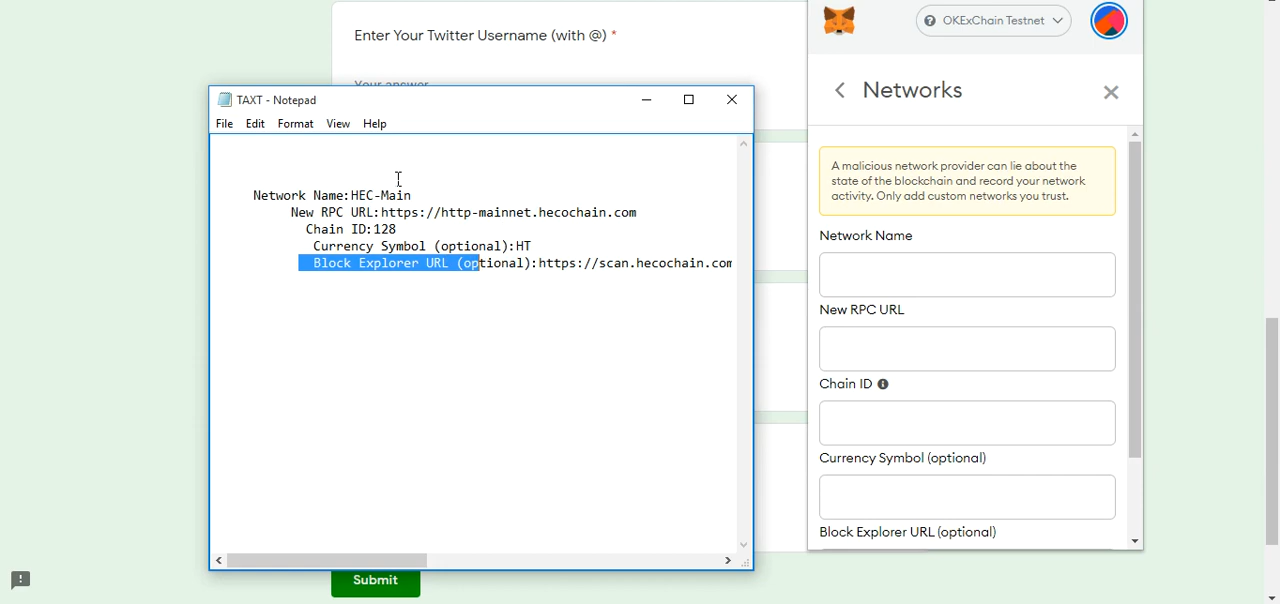 Enter Your Twitter Username (with @) *
TAXT - Notepad
File Edit Format View Help
Network Name:HEC-Main
New RPC URL:https://http-mainnet.hecochain.com
Chain ID:128
Currency Symbol (optional):HT
Block Explorer URL (optional):https://scan.hecochain.com
Submit
OKExChain Testnet
Networks
A malicious network provider can lie about the
state of the blockchain and record your network
activity. Only add custom networks you trust.
Network Name
New RPC URL
Chain ID
Currency Symbol (optional)
Block Explorer URL (optional)